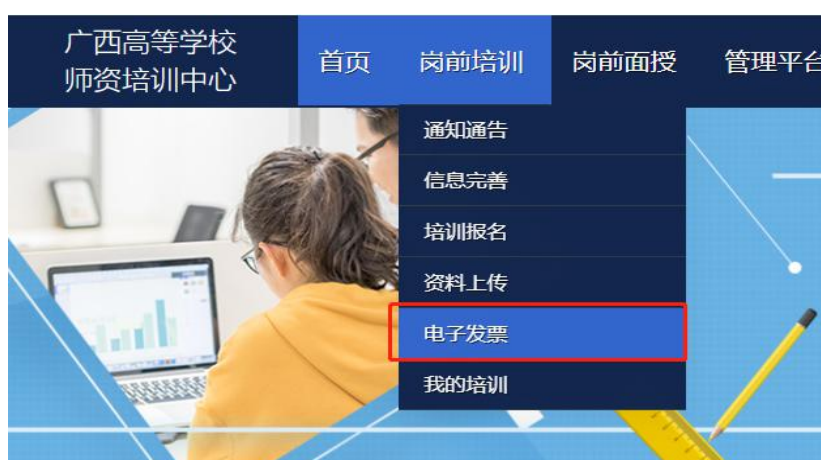 广西高等学校
师资培训中心
首页 岗前培训 岗前面授 管理平台
通知通告
信息完善
培训报名
资料上传
电子发票
我的培训